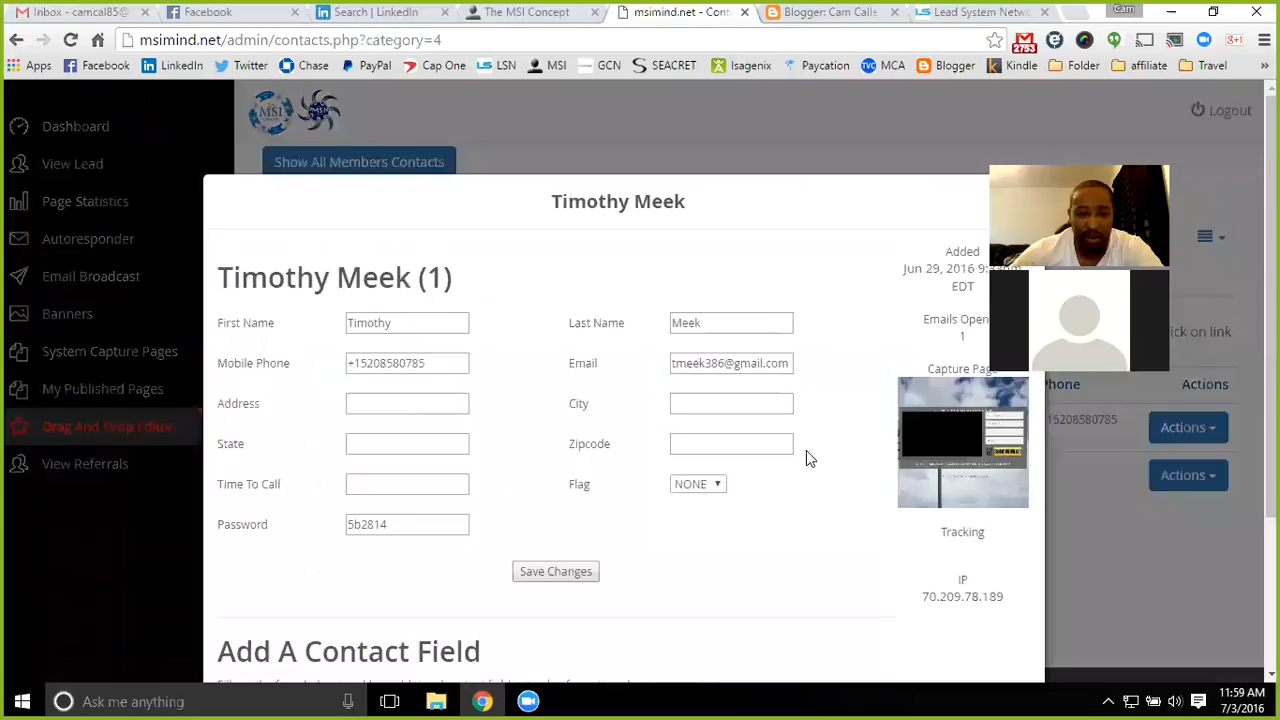 Inbox - camcal85@
Facebook
Search | LinkedIn
The MSI Concept
msimind.net - Cont
Blogger: Cam Calle
Lead System Netw
Cam
msimind.net/admin/contacts.php?category=4
2753
Apps
Facebook
LinkedIn
Twitter
Chase
PayPal
Cap One
LSN
MSI
GCN
SEACRET
Isagenix
Paycation
MCA
Blogger
Kindle
Folder
affiliate
Travel
Dashboard
View Lead
Page Statistics
Autoresponder
Email Broadcast
Banners
System Capture Pages
My Published Pages
Drag And Drop Editor
View Referrals
MSI
Logout
Show All Members Contacts
Timothy Meek
Timothy Meek (1)
First Name Timothy Last Name Meek
Mobile Phone +15208580785 Email tmeek386@gmail.com
Address City
State Zipcode
Time To Call Flag NONE
Password 5b2814
Save Changes
Add A Contact Field
Added
Jun 29, 2016
EDT
Emails Open
1
Capture Page
Tracking
IP
70.209.78.189
on link
Phone Actions
15208580785 Actions
Actions
Ask me anything
11:59 AM
7/3/2016